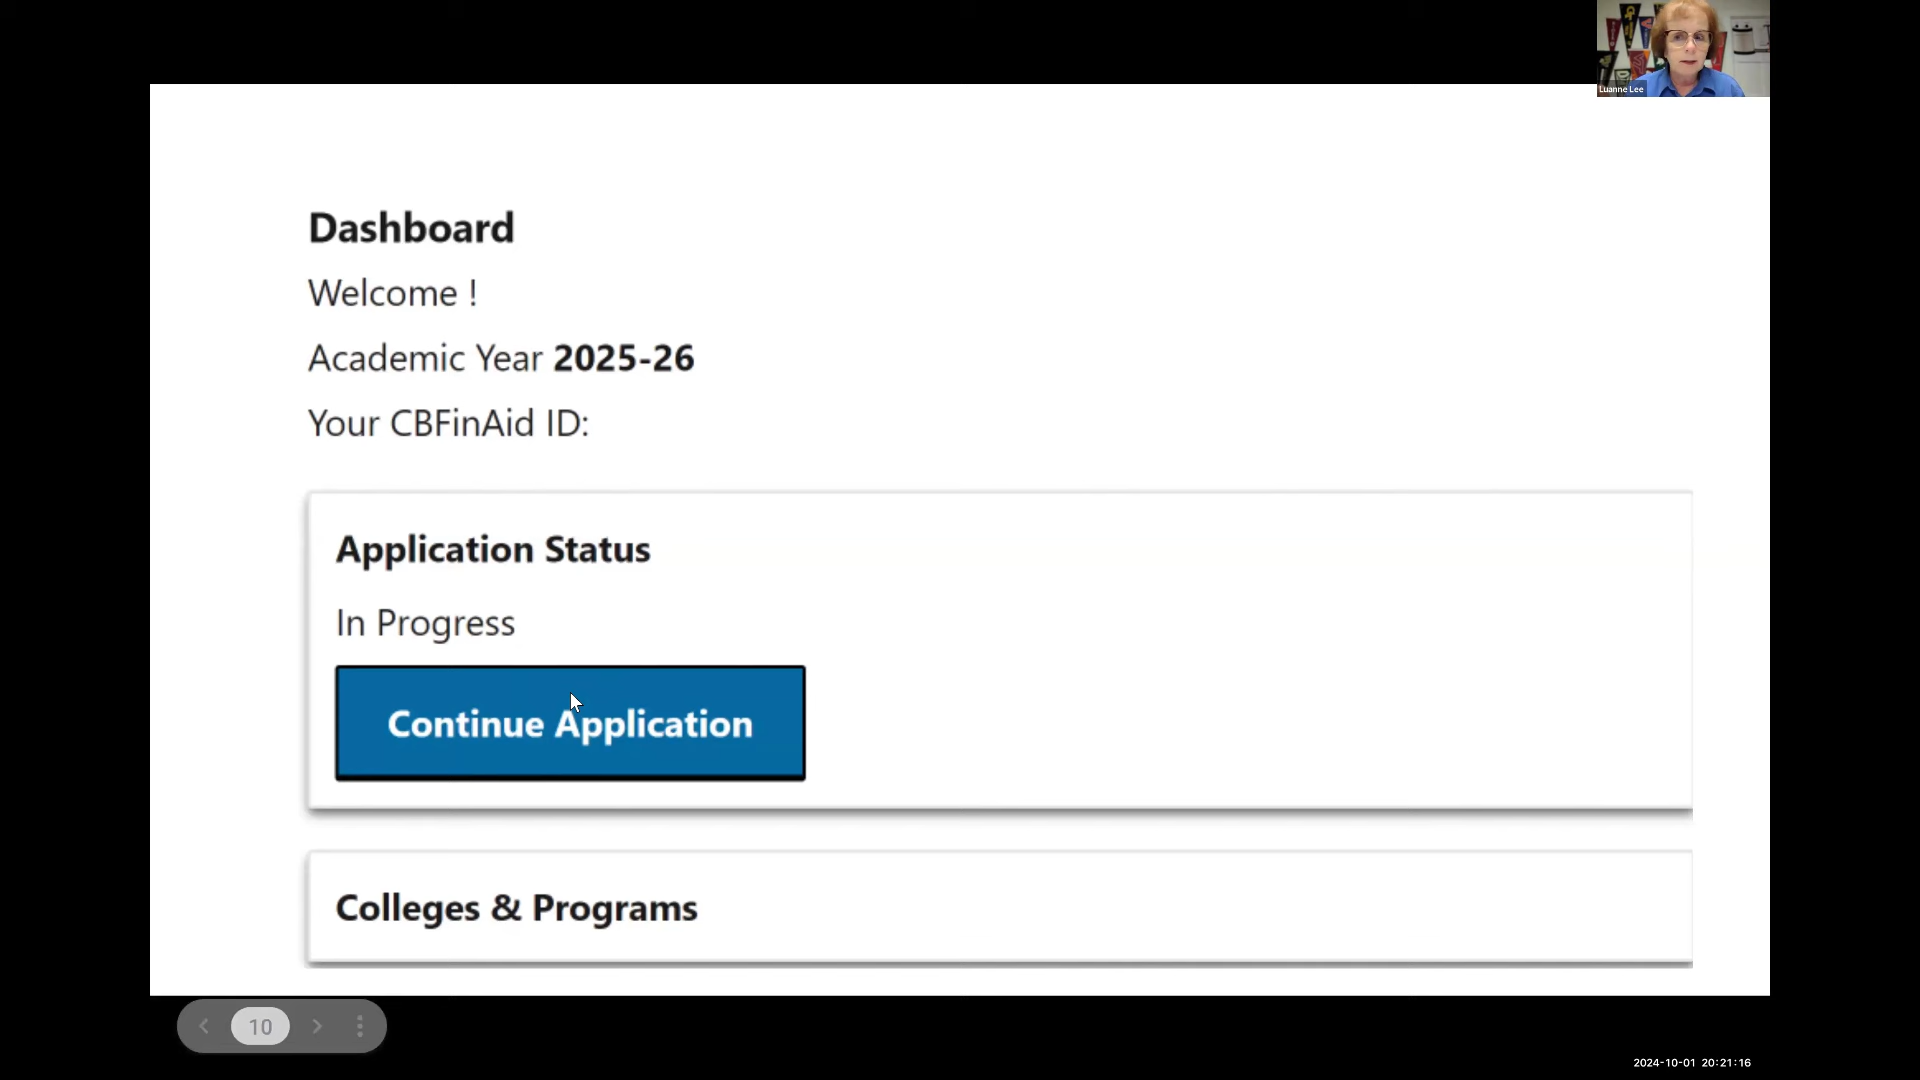 Luanne Lee
Dashboard
Welcome !
Academic Year 2025-26
Your CBFinAid ID:
Application Status
In Progress
Continue Application
Colleges & Programs
10
2024-10-01 20:21:16